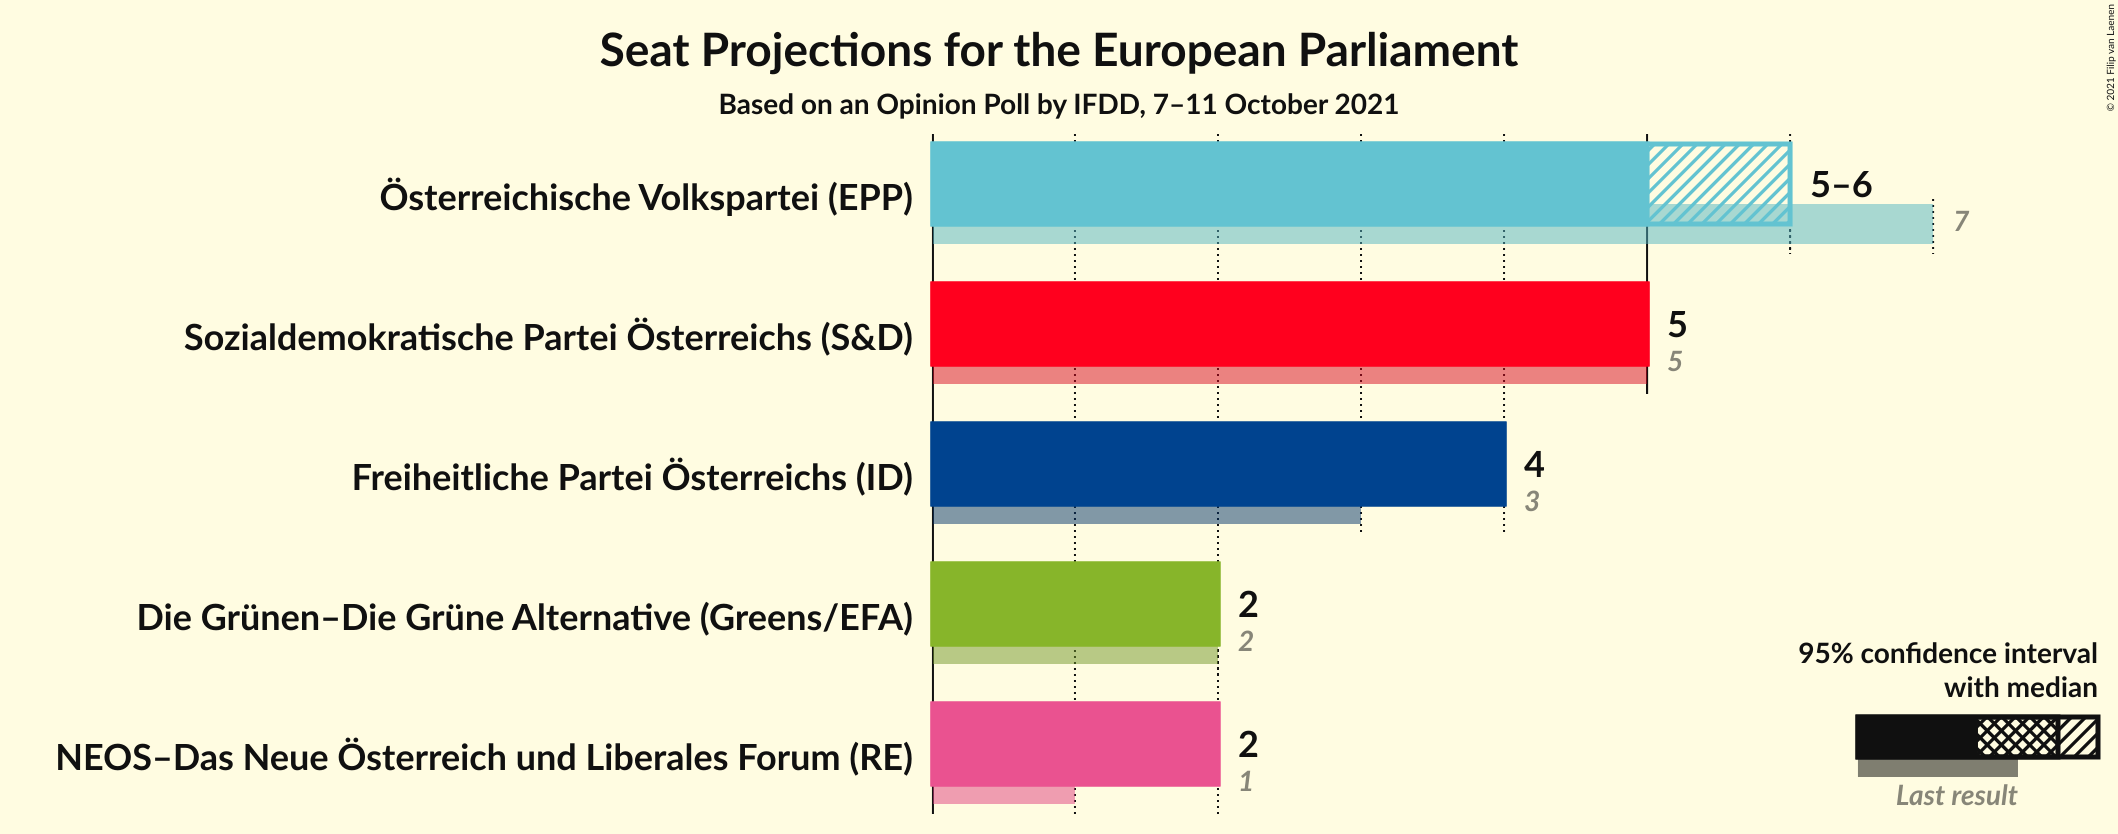 Seat Projections for the European Parliament
Based on an Opinion Poll by IFDD, 7–11 October 2021
© 2021 Filip van Laenen
Österreichische Volkspartei (EPP)
5–6
7
Sozialdemokratische Partei Österreichs (S&D)
5
5
Freiheitliche Partei Österreichs (ID)
4
3
Die Grünen–Die Grüne Alternative (Greens/EFA)
2
2
NEOS–Das Neue Österreich und Liberales Forum (RE)
2
1
95% confidence interval
with median
Last result